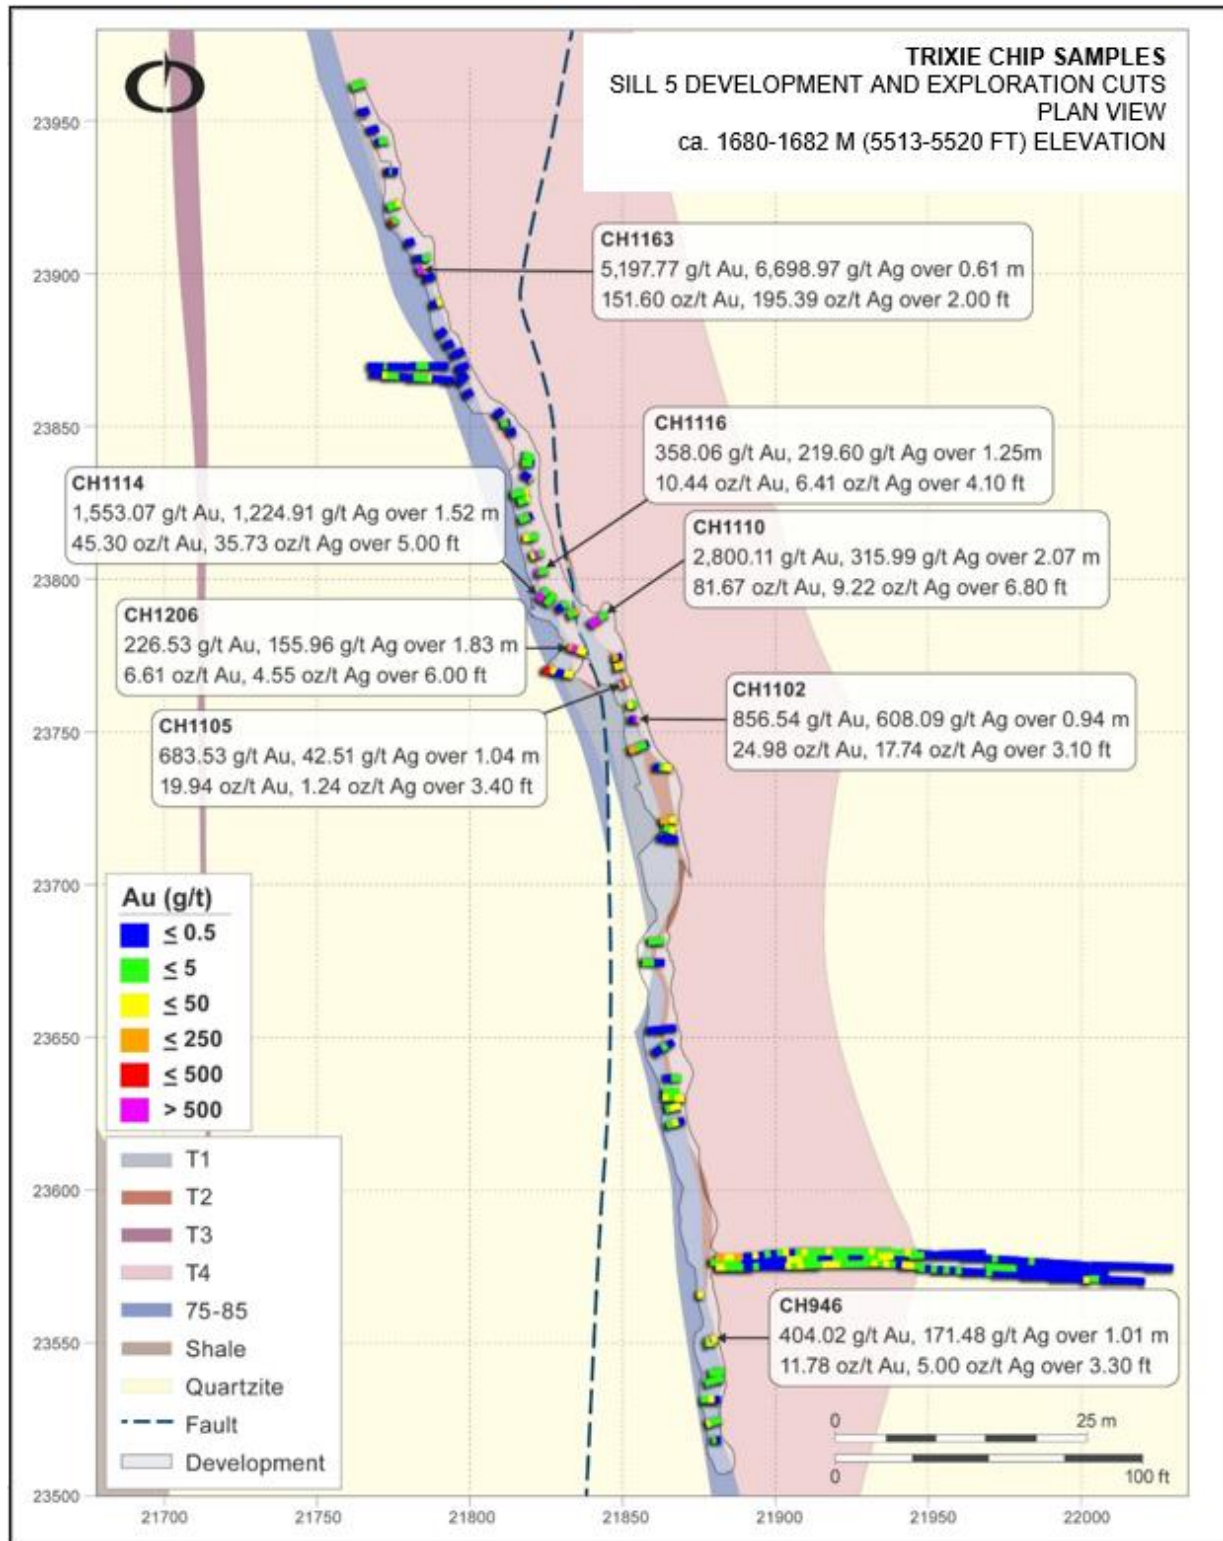 TRIXIE CHIP SAMPLES
SILL 5 DEVELOPMENT AND EXPLORATION CUTS
PLAN VIEW
ca. 1680-1682 M (5513-5520 FT) ELEVATION
23950
23900
23850
23800
23750
23700
23650
23600
23550
23500
CH1163
5,197.77 g/t Au, 6,698.97 g/t Ag over 0.61 m
151.60 oz/t Au, 195.39 oz/t Ag over 2.00 ft
CH1116
358.06 g/t Au, 219.60 g/t Ag over 1.25m
10.44 oz/t Au, 6.41 oz/t Ag over 4.10 ft
CH1114
1,553.07 g/t Au, 1,224.91 g/t Ag over 1.52 m
45.30 oz/t Au, 35.73 oz/t Ag over 5.00 ft
CH1110
2,800.11 g/t Au, 315.99 g/t Ag over 2.07 m
81.67 oz/t Au, 9.22 oz/t Ag over 6.80 ft
CH1206
226.53 g/t Au, 155.96 g/t Ag over 1.83 m
6.61 oz/t Au, 4.55 oz/t Ag over 6.00 ft
CH1102
856.54 g/t Au, 608.09 g/t Ag over 0.94 m
24.98 oz/t Au, 17.74 oz/t Ag over 3.10 ft
CH1105
683.53 g/t Au, 42.51 g/t Ag over 1.04 m
19.94 oz/t Au, 1.24 oz/t Ag over 3.40 ft
Au (g/t)
≤ 0.5
≤ 5
≤ 50
≤ 250
≤ 500
> 500
T1
T2
T3
T4
75-85
Shale
Quartzite
Fault
Development
CH946
404.02 g/t Au, 171.48 g/t Ag over 1.01 m
11.78 oz/t Au, 5.00 oz/t Ag over 3.30 ft
0 25 m
0 100 ft
21700 21750 21800 21850 21900 21950 22000